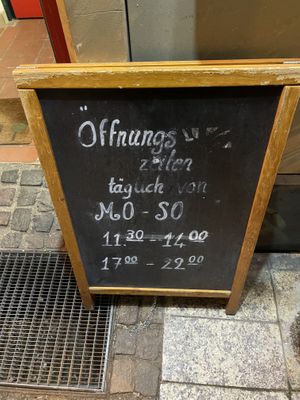 Öffnungs
zeiten
täglich von
MO - SO
11.30 - 14 00
17 00 - 22 00